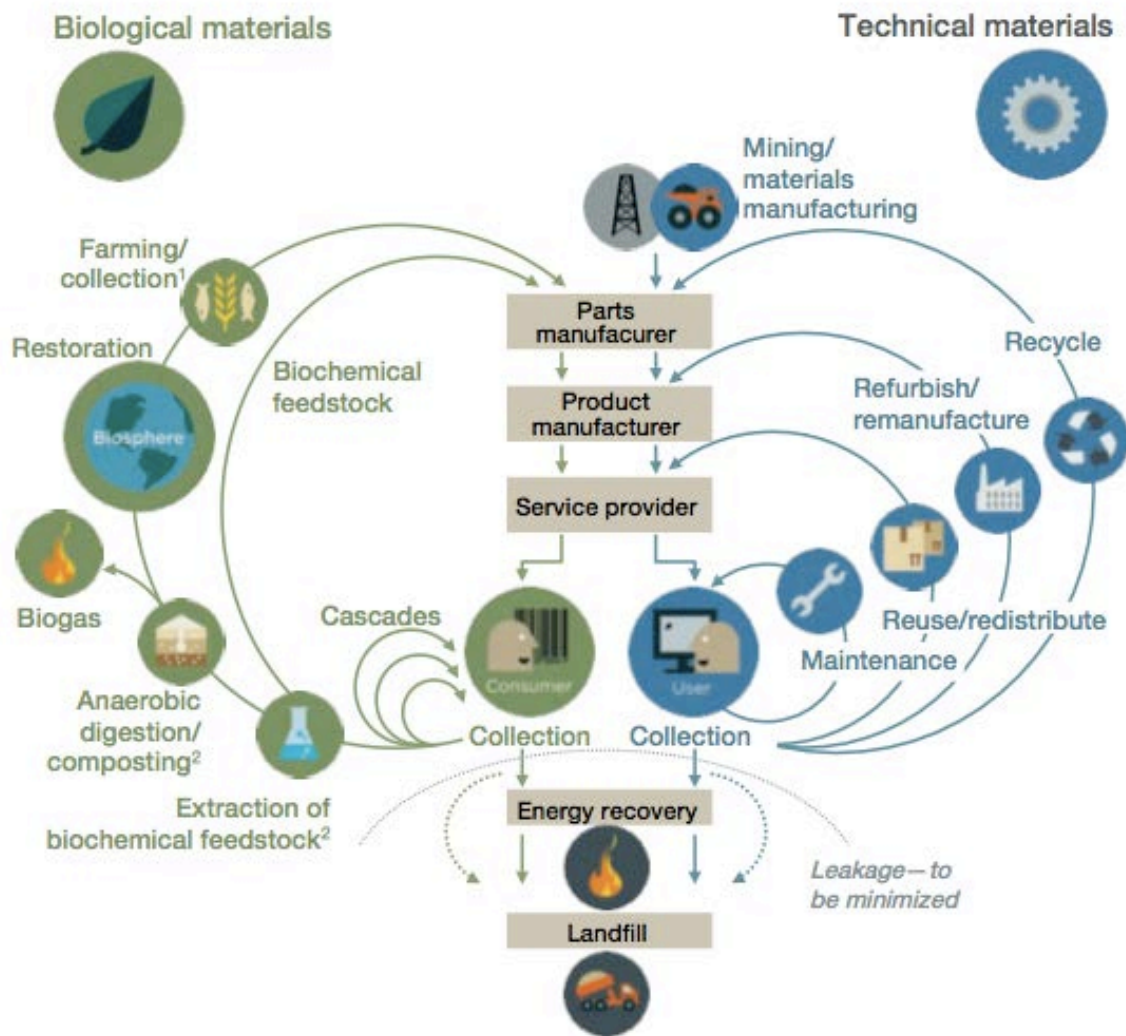 Biological materials
Technical materials
Mining/
materials
manufacturing
Farming/
collection¹
Parts
manufacurer
Restoration
Biochemical
feedstock
Recycle
Biosphere
Product
manufacturer
Refurbish/
remanufacture
Service provider
Biogas
Cascades
Consumer
User
Reuse/redistribute
Maintenance
Anaerobic
digestion/
composting²
Collection
Collection
Extraction of
biochemical feedstock²
Energy recovery
Leakage—to
be minimized
Landfill